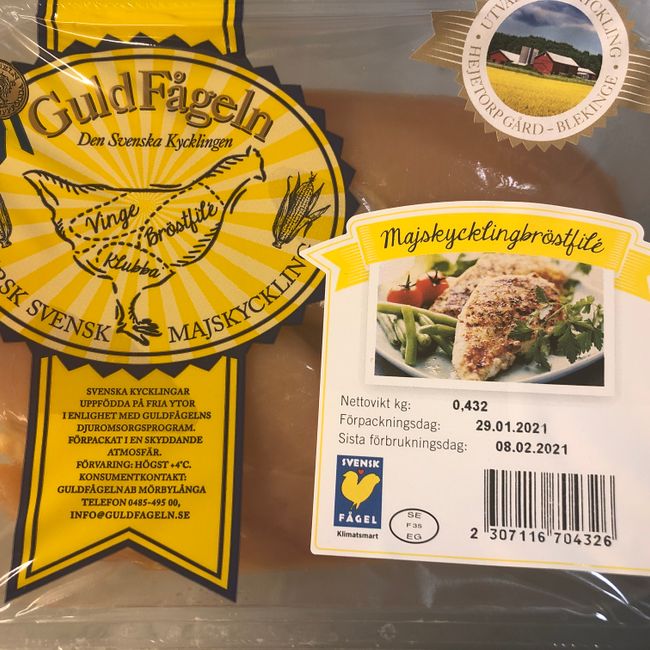 GuldFågeln
Den Svenska Kycklingen
Vinge
Bröstfilé
Klubba
SVENSK MAJSKYCKLING
SVENSKA KYCKLINGAR
UPPFÖDDA PÅ FRIA YTOR
I ENLIGHET MED GULDFÅGELNS
DJUROMSORGSPROGRAM.
FÖRPACKAT I EN SKYDDANDE
ATMOSFÄR.
FÖRVARING: HÖGST +4°C.
KONSUMENTKONTAKT:
GULDFÅGELN AB MÖRBYLÅNGA
TELEFON 0485-495 00,
INFO@GULDFAGELN.SE
HEJETORP GÅRD - BLEKINGE
Majskycklingbröstfilé
Nettovikt kg: 0,432
Förpackningsdag: 29.01.2021
Sista förbrukningsdag: 08.02.2021
SVENSK
FÅGEL
Klimatsmart
SE
F 35
EG
2 307116 704326